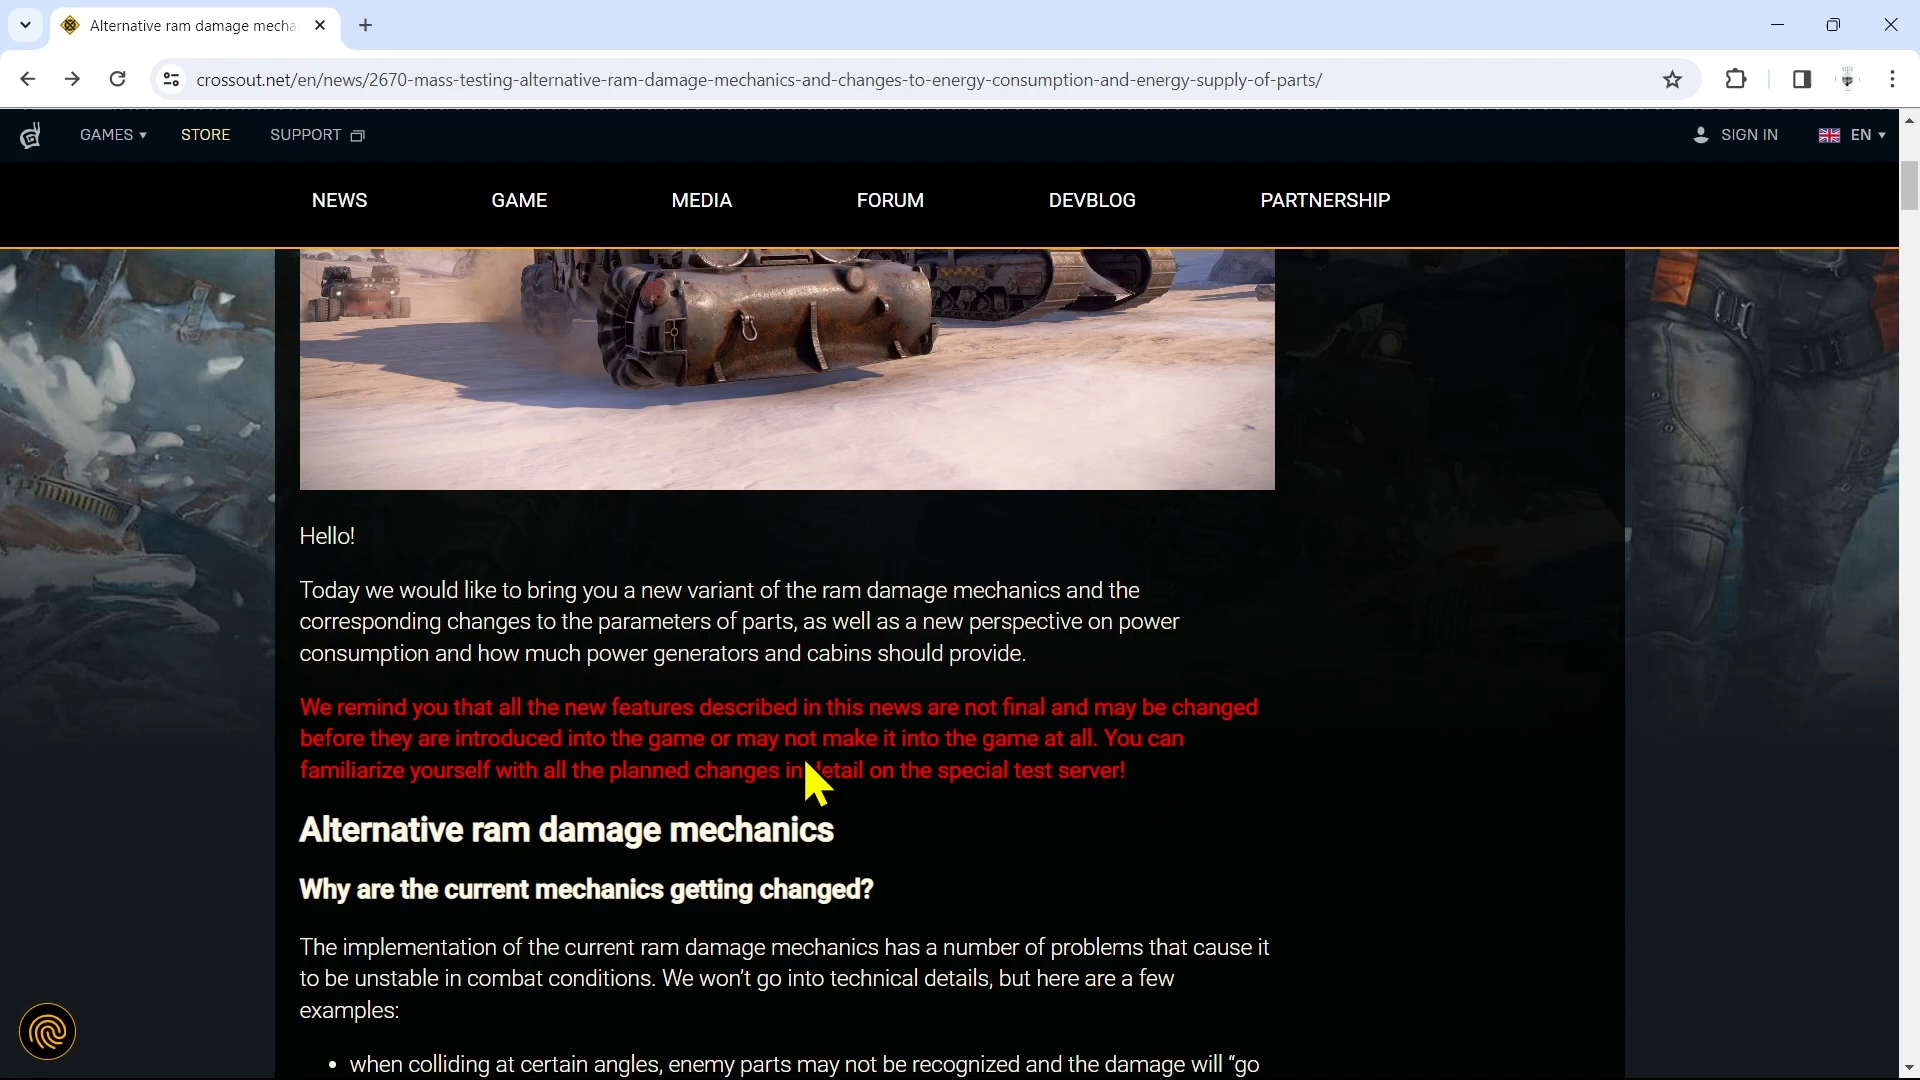 Alternative ram damage mecha
crossout.net/en/news/2670-mass-testing-alternative-ram-damage-mechanics-and-changes-to-energy-consumption-and-energy-supply-of-parts/
GAMES STORE SUPPORT SIGN IN EN
NEWS GAME MEDIA FORUM DEVBLOG PARTNERSHIP
Hello!
Today we would like to bring you a new variant of the ram damage mechanics and the
corresponding changes to the parameters of parts, as well as a new perspective on power
consumption and how much power generators and cabins should provide.
We remind you that all the new features described in this news are not final and may be changed
before they are introduced into the game or may not make it into the game at all. You can
familiarize yourself with all the planned changes in detail on the special test server!
Alternative ram damage mechanics
Why are the current mechanics getting changed?
The implementation of the current ram damage mechanics has a number of problems that cause it
to be unstable in combat conditions. We won't go into technical details, but here are a few
examples:
• when colliding at certain angles, enemy parts may not be recognized and the damage will “go